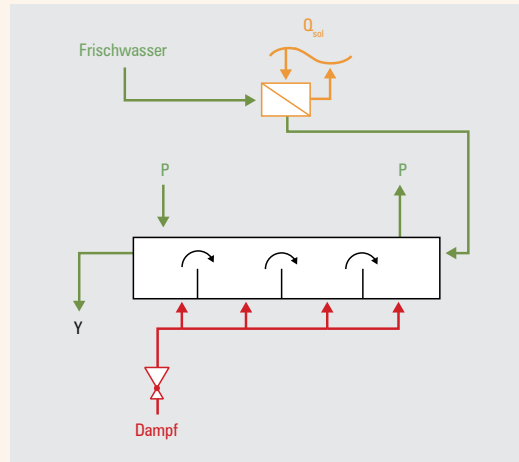 Q_sol
Frischwasser
P
P
Y
Dampf